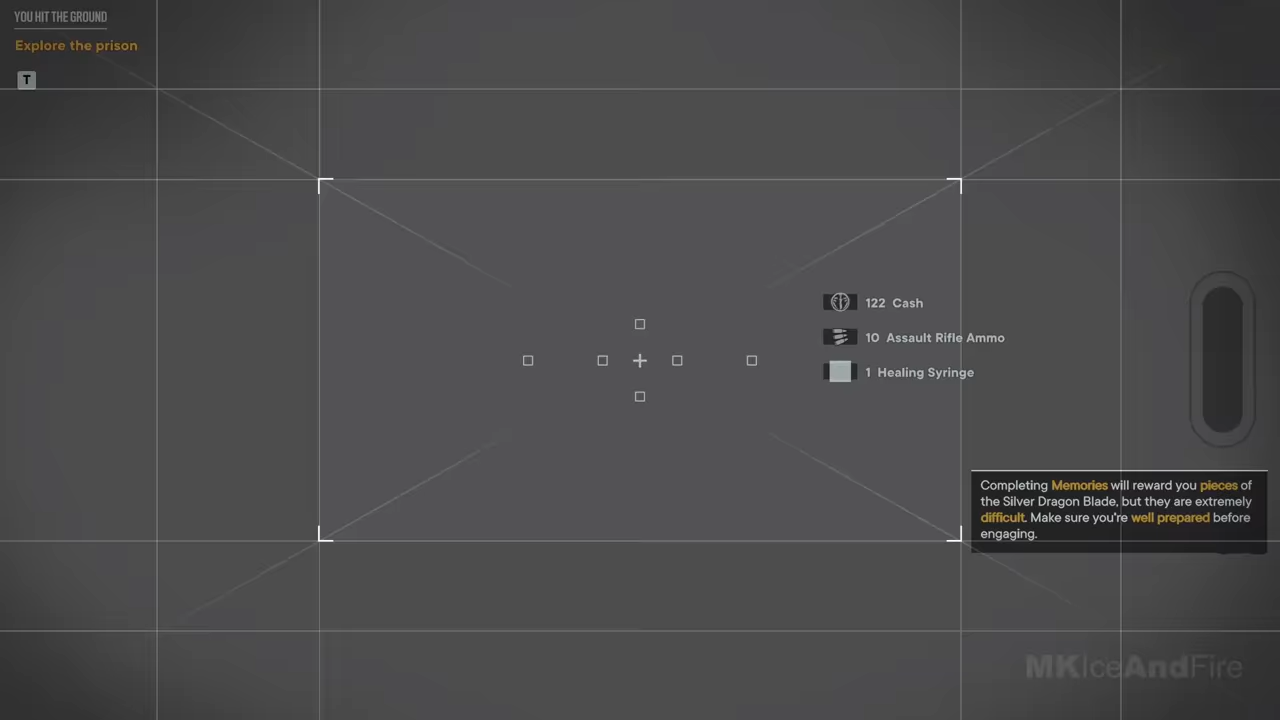 YOU HIT THE GROUND
Explore the prison
T
122 Cash
10 Assault Rifle Ammo
1 Healing Syringe
Completing Memories will reward you pieces of
the Silver Dragon Blade, but they are extremely
difficult. Make sure you're well prepared before
engaging.
MKIceAndFire